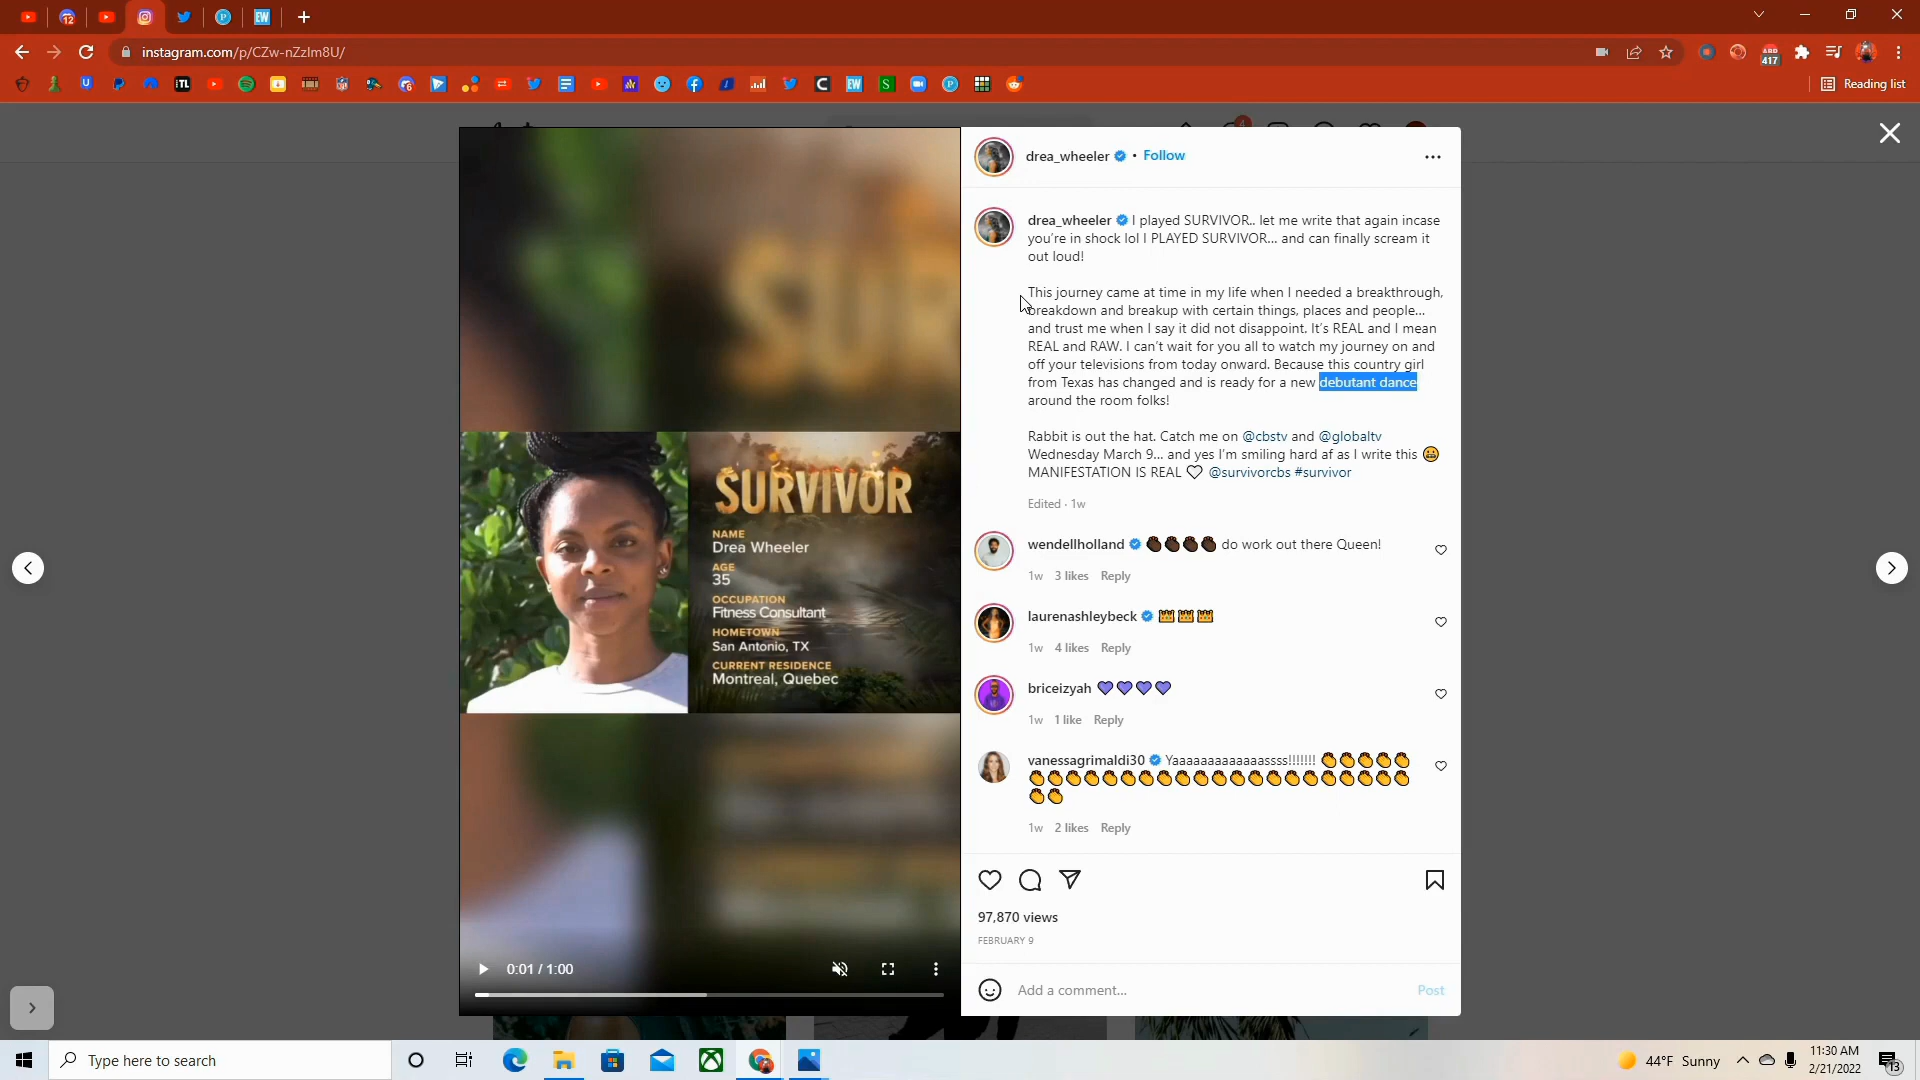 12
EW
instagram.com/p/CZw-nZzlm8U/
417
Reading list
drea_wheeler • Follow
drea_wheeler I played SURVIVOR.. let me write that again incase
you're in shock lol I PLAYED SURVIVOR... and can finally scream it
out loud!
This journey came at time in my life when I needed a breakthrough,
breakdown and breakup with certain things, places and people...
and trust me when I say it did not disappoint. It's REAL and I mean
REAL and RAW. I can't wait for you all to watch my journey on and
off your televisions from today onward. Because this country girl
from Texas has changed and is ready for a new debutant dance
around the room folks!
Rabbit is out the hat. Catch me on @cbstv and @globaltv
Wednesday March 9... and yes I'm smiling hard af as I write this 😀
MANIFESTATION IS REAL 🤍 @survivorcbs #survivor
Edited · 1w
SURVIVOR
NAME
Drea Wheeler
AGE
35
OCCUPATION
Fitness Consultant
HOMETOWN
San Antonio, TX
CURRENT RESIDENCE
Montreal, Quebec
wendellholland 👏🏿👏🏿👏🏿👏🏿 do work out there Queen!
1w 3 likes Reply
laurenashleybeck 👑👑👑
1w 4 likes Reply
briceizyah 💜💜💜💜
1w 1 like Reply
vanessagrimaldi30 Yaaaaaaaaaaaaassss!!!!!!! 👏👏👏👏👏
👏👏👏👏👏👏👏👏👏👏👏👏👏👏👏👏👏👏👏👏👏
👏👏
1w 2 likes Reply
97,870 views
FEBRUARY 9
0:01 / 1:00
Add a comment...
Post
Type here to search
44°F Sunny
11:30 AM
2/21/2022
13